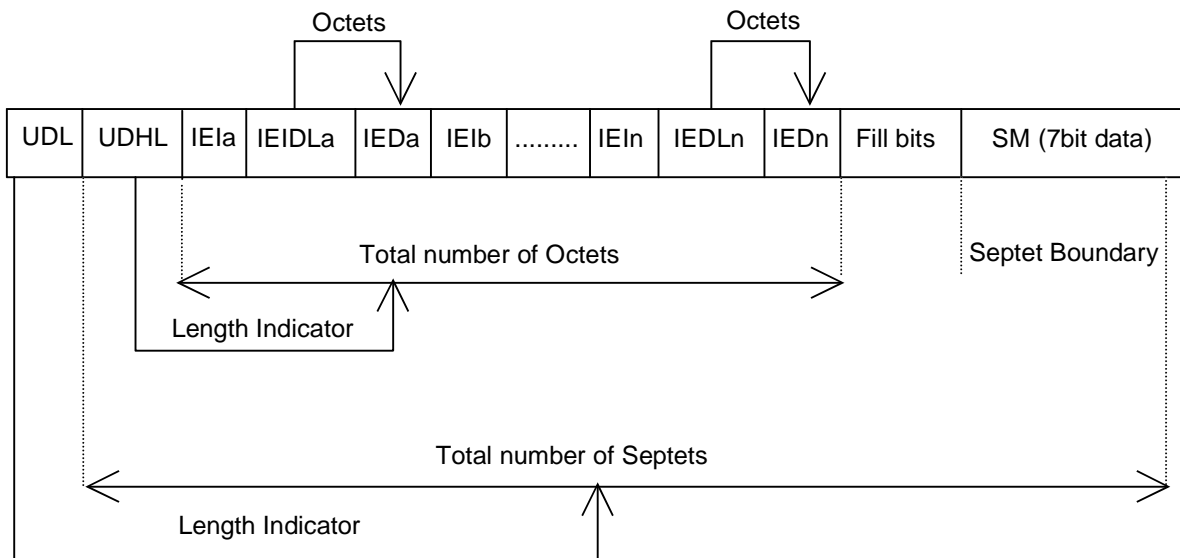 Octets
Octets
UDL UDHL IEIa IEIDLa IEDa IEIb ......... IEIn IEDLn IEDn Fill bits SM (7bit data)
Total number of Octets
Septet Boundary
Length Indicator
Total number of Septets
Length Indicator